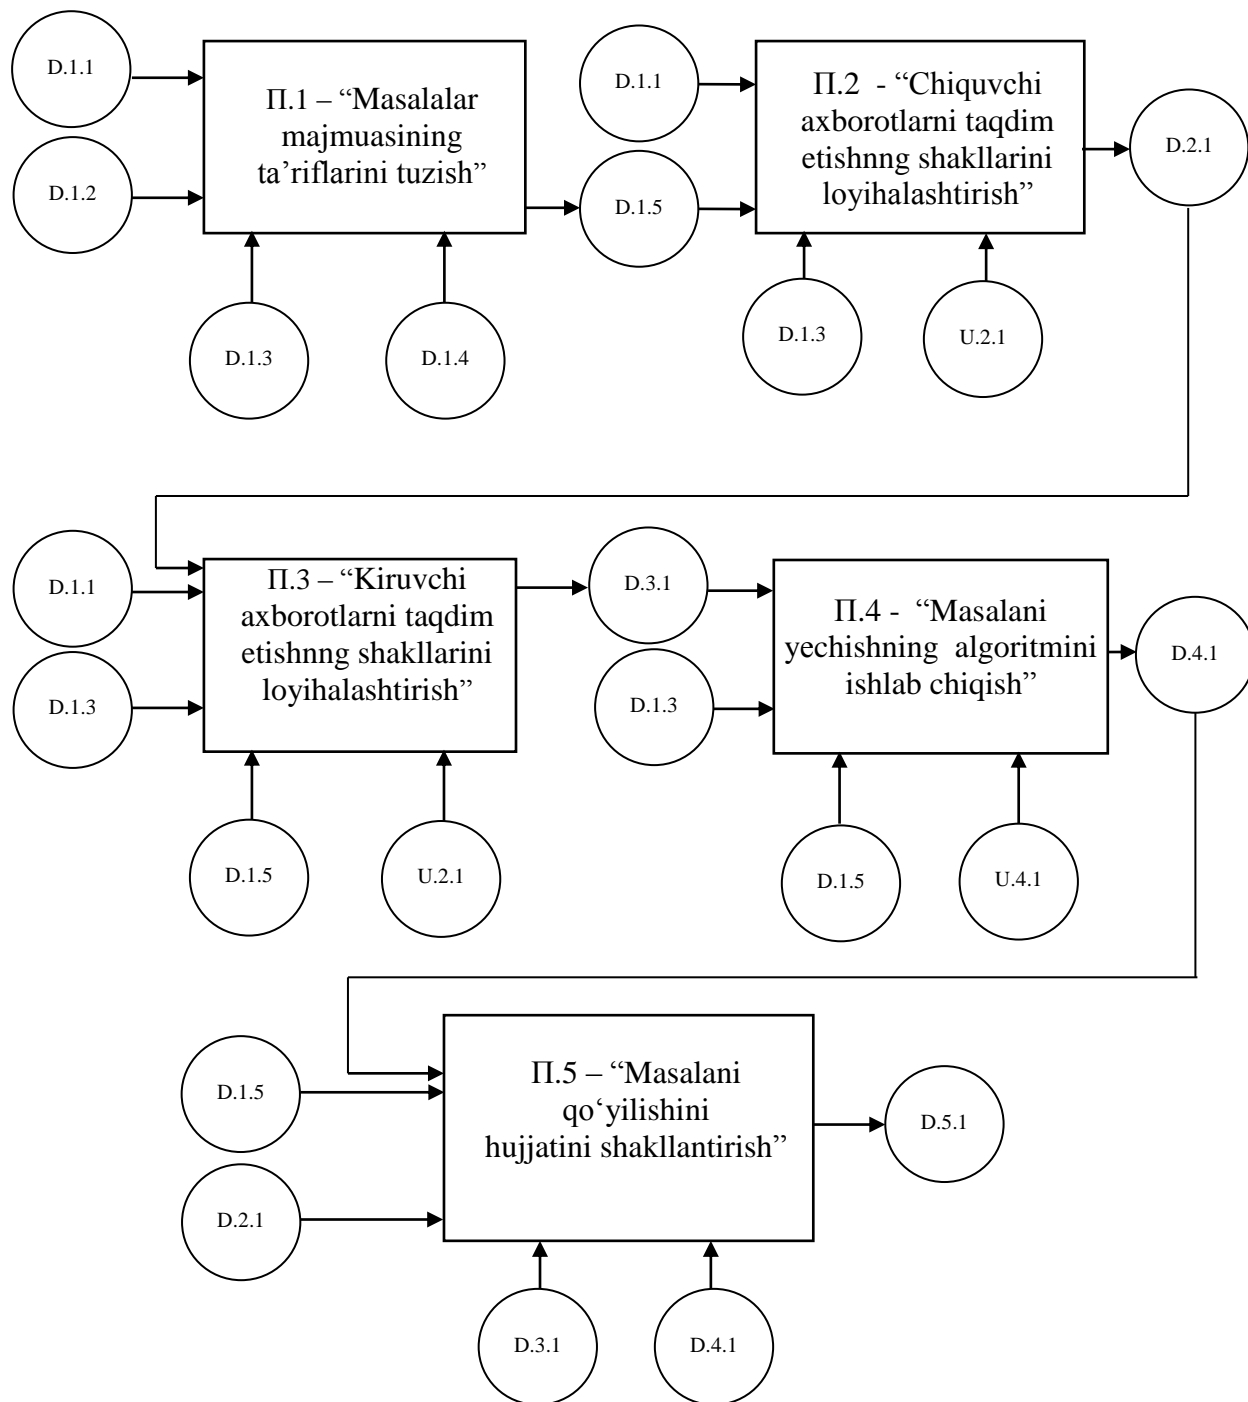 D.1.1
D.1.2
П.1 – “Masalalar
majmuasining
ta’riflarini tuzish”
D.1.3
D.1.4
D.1.1
D.1.5
П.2 - “Chiquvchi
axborotlarni taqdim
etishnng shakllarini
loyihalashtirish”
D.1.3
U.2.1
D.2.1
D.1.1
D.1.3
П.3 – “Kiruvchi
axborotlarni taqdim
etishnng shakllarini
loyihalashtirish”
D.1.5
U.2.1
D.3.1
D.1.3
П.4 - “Masalani
yechishning algoritmini
ishlab chiqish”
D.1.5
U.4.1
D.4.1
D.1.5
D.2.1
П.5 – “Masalani
qo‘yilishini
hujjatini shakllantirish”
D.3.1
D.4.1
D.5.1